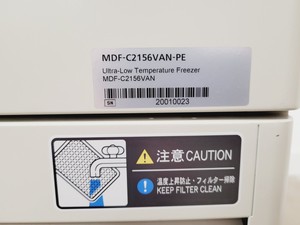 MDF-C2156VAN-PE
Ultra-Low Temperature Freezer
MDF-C2156VAN
SN
20010023
注意 CAUTION
温度上昇防止・フィルター掃除
KEEP FILTER CLEAN